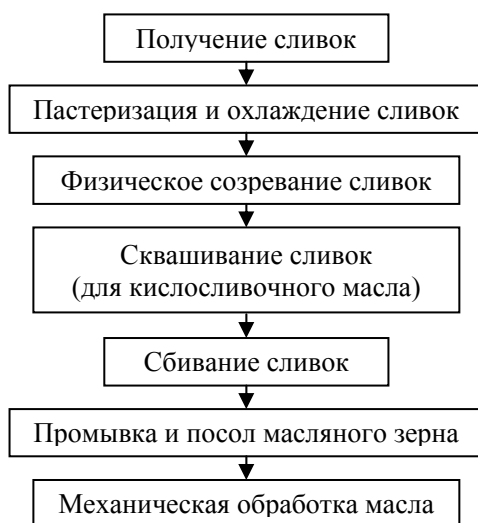 Получение сливок
Пастеризация и охлаждение сливок
Физическое созревание сливок
Сквашивание сливок
(для кислосливочного масла)
Сбивание сливок
Промывка и посол масляного зерна
Механическая обработка масла